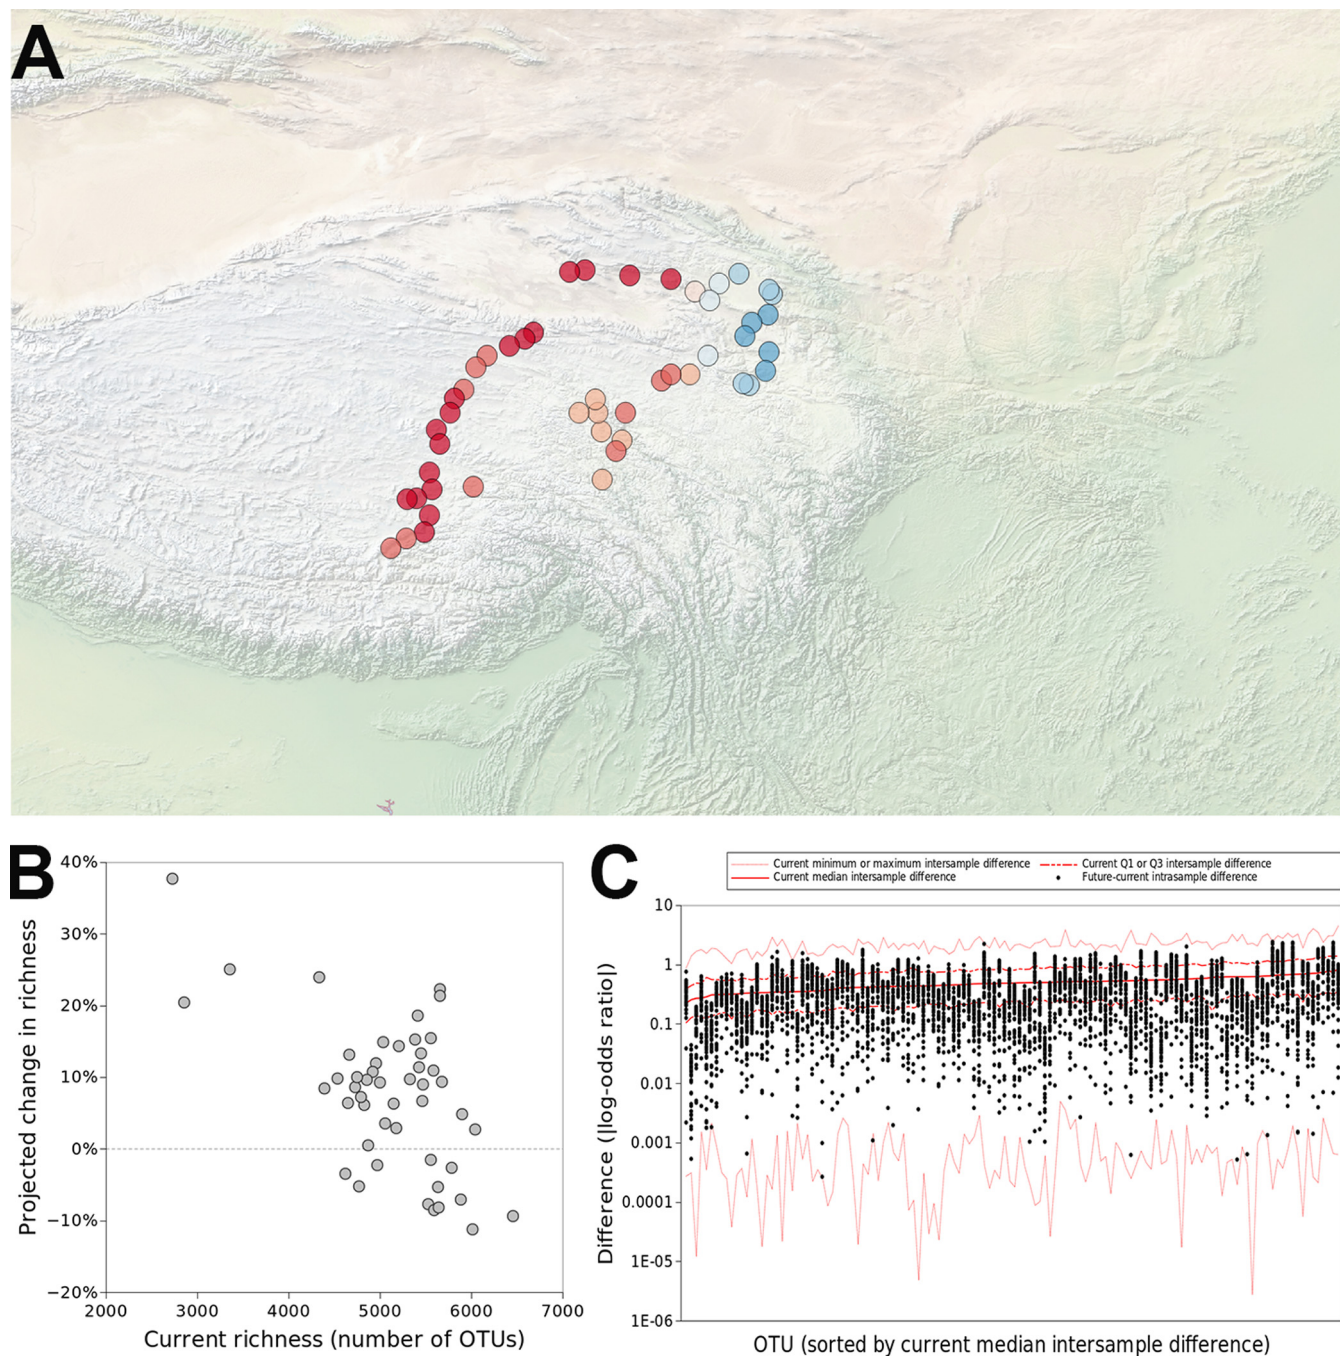 A
B
40%
30%
20%
10%
0%
−10%
−20%
2000 3000 4000 5000 6000 7000
Projected change in richness
Current richness (number of OTUs)
C
Current minimum or maximum intersample difference
Current Q1 or Q3 intersample difference
Current median intersample difference
Future-current intrasample difference
10
1
0.1
0.01
0.001
0.0001
1E-05
1E-06
Difference (|log-odds ratio|)
OTU (sorted by current median intersample difference)